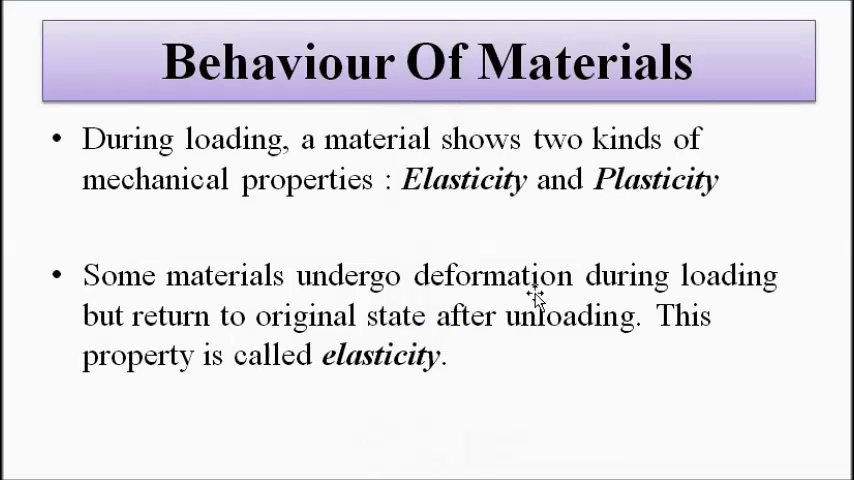 Behaviour Of Materials
• During loading, a material shows two kinds of
mechanical properties : Elasticity and Plasticity
• Some materials undergo deformation during loading
but return to original state after unloading. This
property is called elasticity.